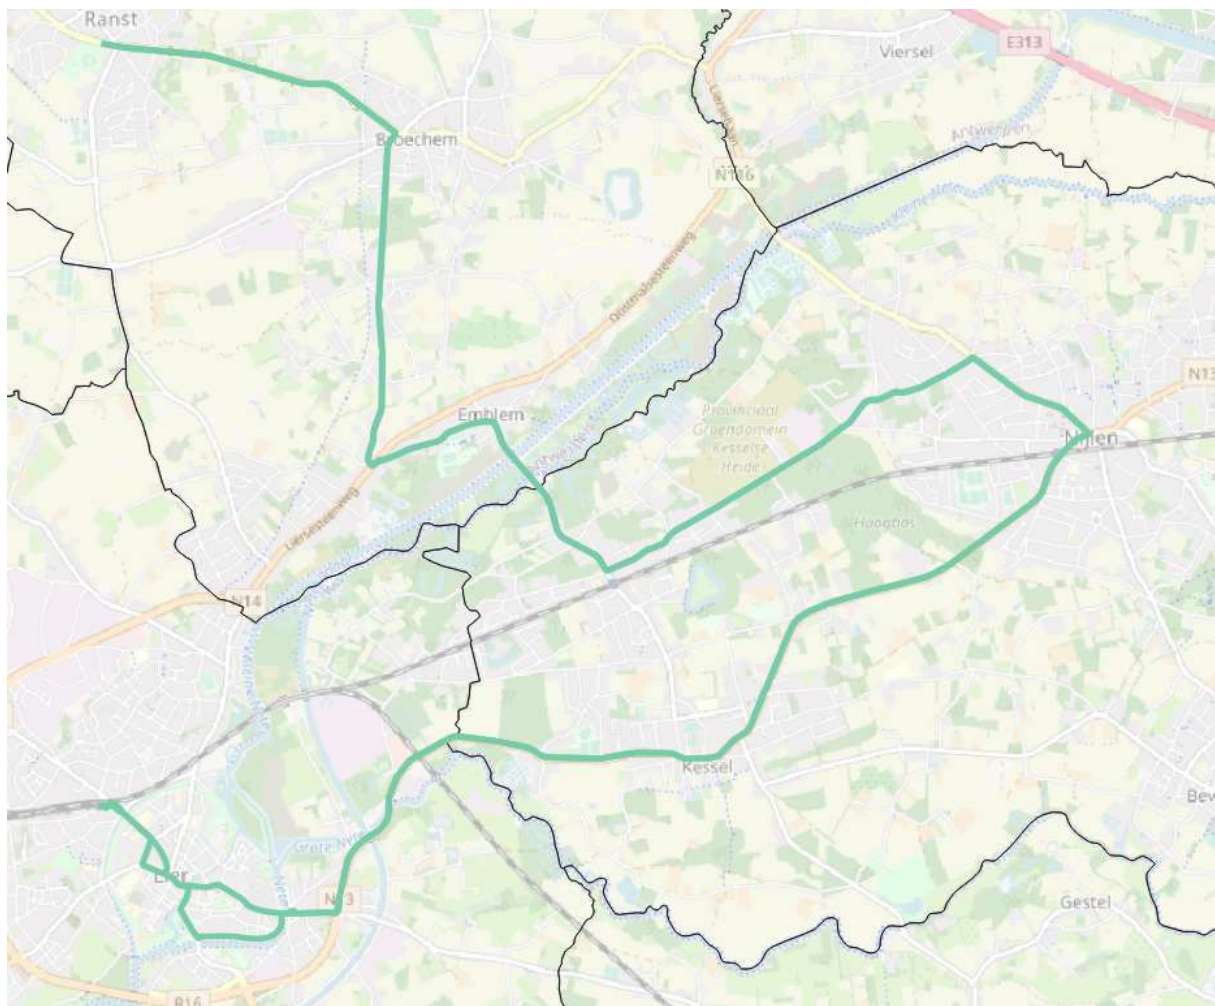 Ranst
Viersel
E313
Broechem
Antwerpen
N116
Oostmalsesteenweg
N13
Emblem
Provinciaal
Groendomein
Kesselse
Heide
Nijlen
Liersesteenweg
N14
Kessel
Grote Nete
Lier
N13
Gestel
R16